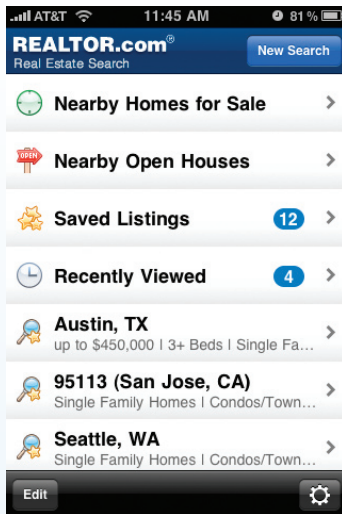 AT&T 11:45 AM 81%
REALTOR.com®
Real Estate Search
New Search
Nearby Homes for Sale
OPEN
Nearby Open Houses
Saved Listings 12
Recently Viewed 4
Austin, TX
up to $450,000 | 3+ Beds | Single Fa...
95113 (San Jose, CA)
Single Family Homes | Condos/Town...
Seattle, WA
Single Family Homes | Condos/Town...
Edit